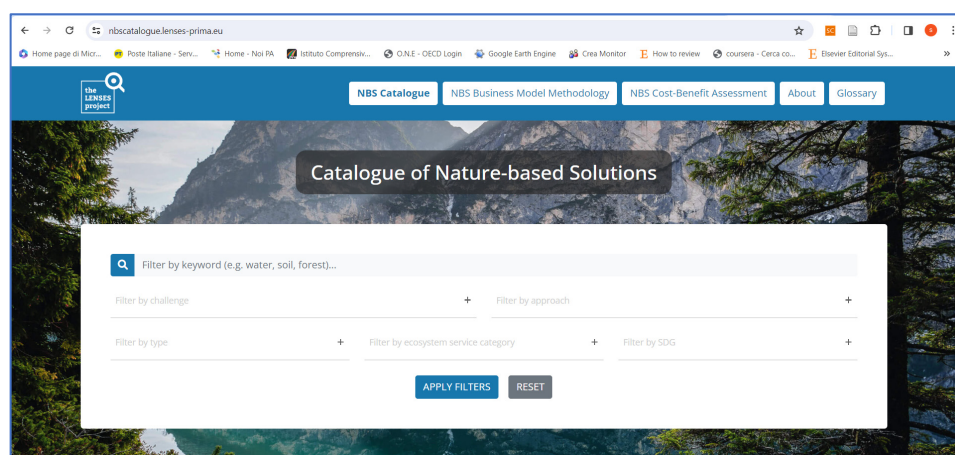 nbscatalogue.lenses-prima.eu
Home page di Micr... Poste Italiane - Serv... Home - Noi PA Istituto Comprensiv... O.N.E - OECD Login Google Earth Engine Crea Monitor How to review coursera - Cerca co... Elsevier Editorial Sys... »
the
LENSES
project
NBS Catalogue NBS Business Model Methodology NBS Cost-Benefit Assessment About Glossary
Catalogue of Nature-based Solutions
Filter by keyword (e.g. water, soil, forest)...
Filter by challenge + Filter by approach +
Filter by type + Filter by ecosystem service category + Filter by SDG +
APPLY FILTERS RESET